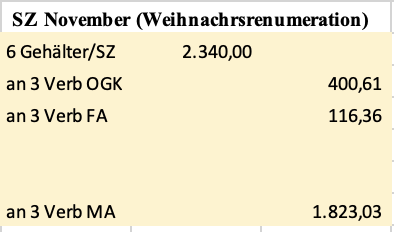 SZ November (Weihnachrsrenumeration)
6 Gehälter/SZ 2.340,00
an 3 Verb OGK 400,61
an 3 Verb FA 116,36
an 3 Verb MA 1.823,03